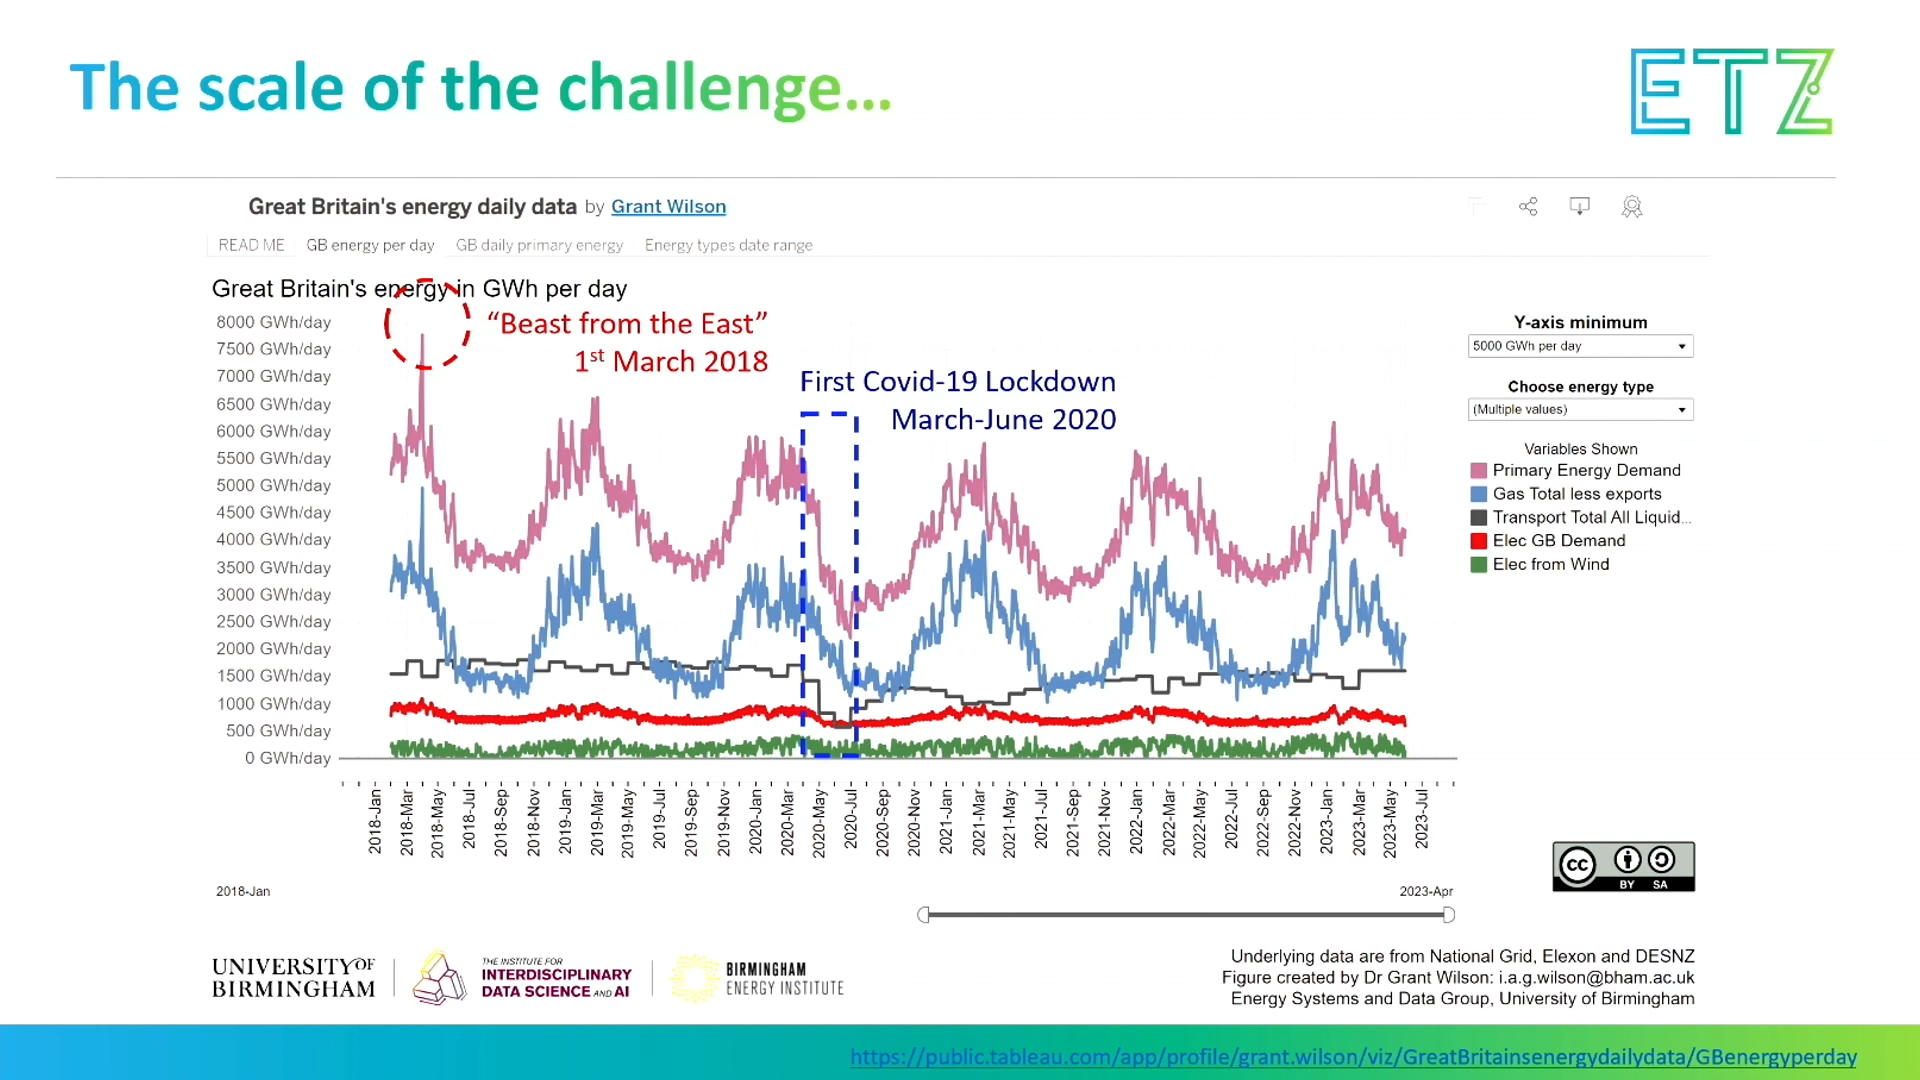 The scale of the challenge...
ETZ
Great Britain's energy daily data by Grant Wilson
READ ME GB energy per day GB daily primary energy Energy types date range
Great Britain's energy in GWh per day
8000 GWh/day
7500 GWh/day
7000 GWh/day
6500 GWh/day
6000 GWh/day
5500 GWh/day
5000 GWh/day
4500 GWh/day
4000 GWh/day
3500 GWh/day
3000 GWh/day
2500 GWh/day
2000 GWh/day
1500 GWh/day
1000 GWh/day
500 GWh/day
0 GWh/day
“Beast from the East”
1st March 2018
First Covid-19 Lockdown
March-June 2020
Y-axis minimum
5000 GWh per day
Choose energy type
(Multiple values)
Variables Shown
Primary Energy Demand
Gas Total less exports
Transport Total All Liquid...
Elec GB Demand
Elec from Wind
2018-Jan
2018-Mar
2018-May
2018-Jul
2018-Sep
2018-Nov
2019-Jan
2019-Mar
2019-May
2019-Jul
2019-Sep
2019-Nov
2020-Jan
2020-Mar
2020-May
2020-Jul
2020-Sep
2020-Nov
2021-Jan
2021-Mar
2021-May
2021-Jul
2021-Sep
2021-Nov
2022-Jan
2022-Mar
2022-May
2022-Jul
2022-Sep
2022-Nov
2023-Jan
2023-Mar
2023-May
2023-Jul
2018-Jan
2023-Apr
cc
BY SA
UNIVERSITY OF
BIRMINGHAM
THE INSTITUTE FOR
INTERDISCIPLINARY
DATA SCIENCE AND AI
BIRMINGHAM
ENERGY INSTITUTE
Underlying data are from National Grid, Elexon and DESNZ
Figure created by Dr Grant Wilson: i.a.g.wilson@bham.ac.uk
Energy Systems and Data Group, University of Birmingham
https://public.tableau.com/app/profile/grant.wilson/viz/GreatBritainsenergydailydata/GBenergyperday